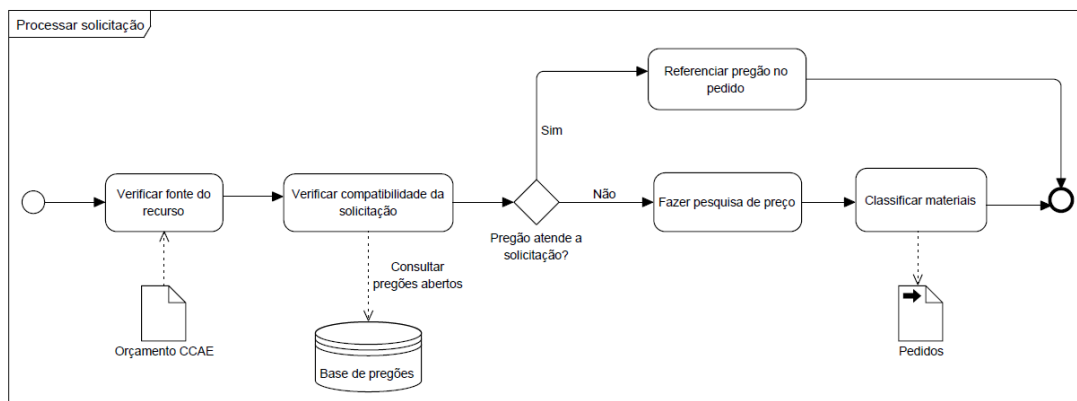 Processar solicitação
Referenciar pregão no
pedido
Sim
Verificar fonte do
recurso
Verificar compatibilidade da
solicitação
Não
Fazer pesquisa de preço
Classificar materiais
Pregão atende a
solicitação?
Consultar
pregões abertos
Orçamento CCAE
Base de pregões
Pedidos